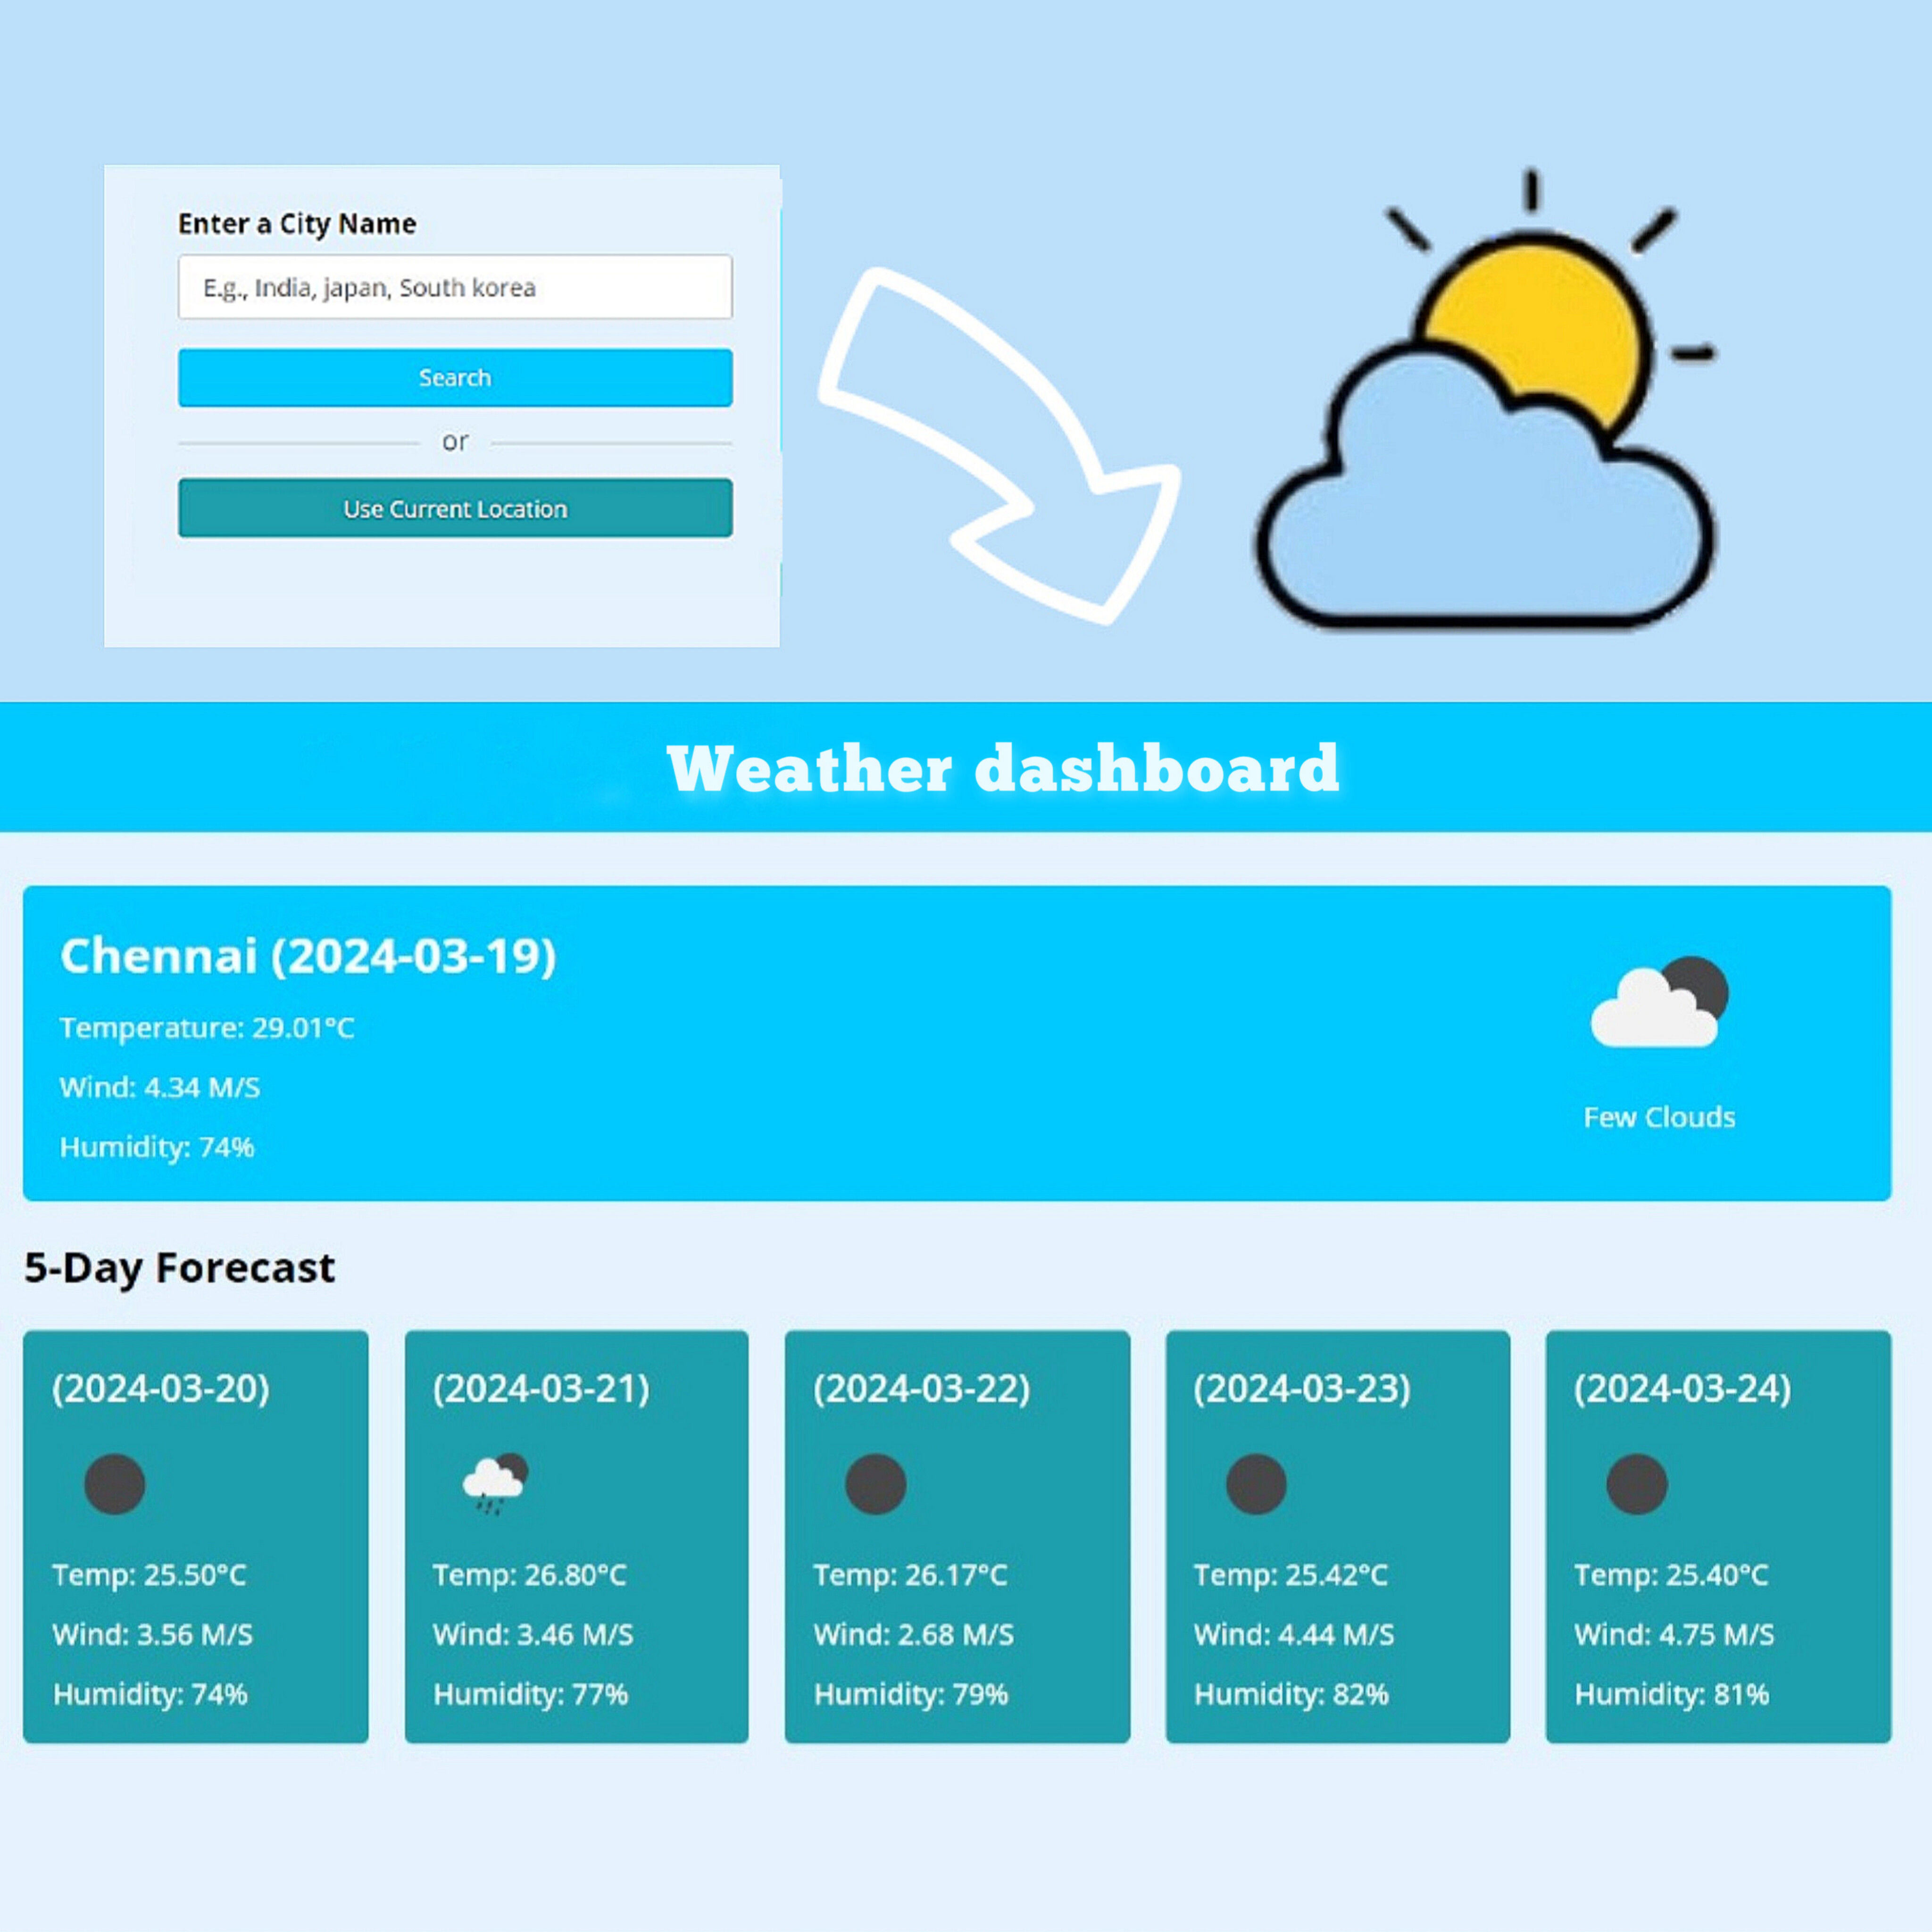 Enter a City Name
E.g., India, japan, South korea
Search
or
Use Current Location
Weather dashboard
Chennai (2024-03-19)
Temperature: 29.01°C
Wind: 4.34 M/S
Humidity: 74%
Few Clouds
5-Day Forecast
(2024-03-20)
Temp: 25.50°C
Wind: 3.56 M/S
Humidity: 74%
(2024-03-21)
Temp: 26.80°C
Wind: 3.46 M/S
Humidity: 77%
(2024-03-22)
Temp: 26.17°C
Wind: 2.68 M/S
Humidity: 79%
(2024-03-23)
Temp: 25.42°C
Wind: 4.44 M/S
Humidity: 82%
(2024-03-24)
Temp: 25.40°C
Wind: 4.75 M/S
Humidity: 81%